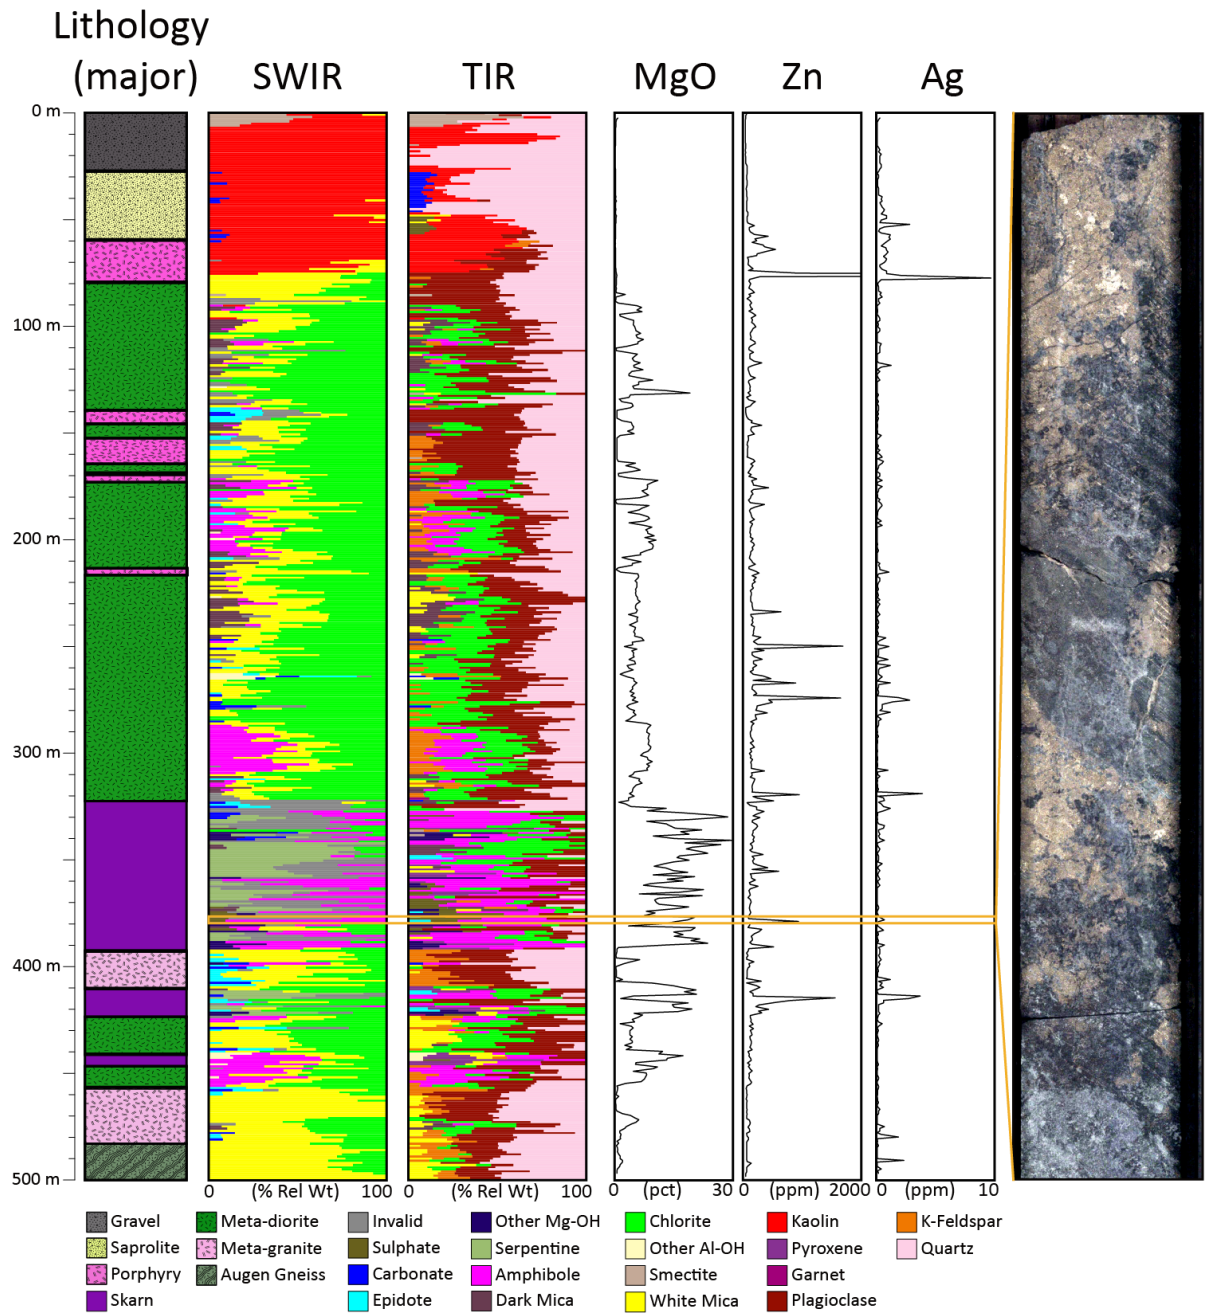 Lithology
(major) SWIR TIR MgO Zn Ag
0 m
100 m
200 m
300 m
400 m
500 m
0 (% Rel Wt) 100 0 (% Rel Wt) 100 0 (pct) 30 0 (ppm) 2000 0 (ppm) 10
Gravel Meta-diorite Invalid Other Mg-OH Chlorite Kaolin K-Feldspar
Saprolite Meta-granite Sulphate Serpentine Other Al-OH Pyroxene Quartz
Porphyry Augen Gneiss Carbonate Amphibole Smectite Garnet
Skarn Epidote Dark Mica White Mica Plagioclase